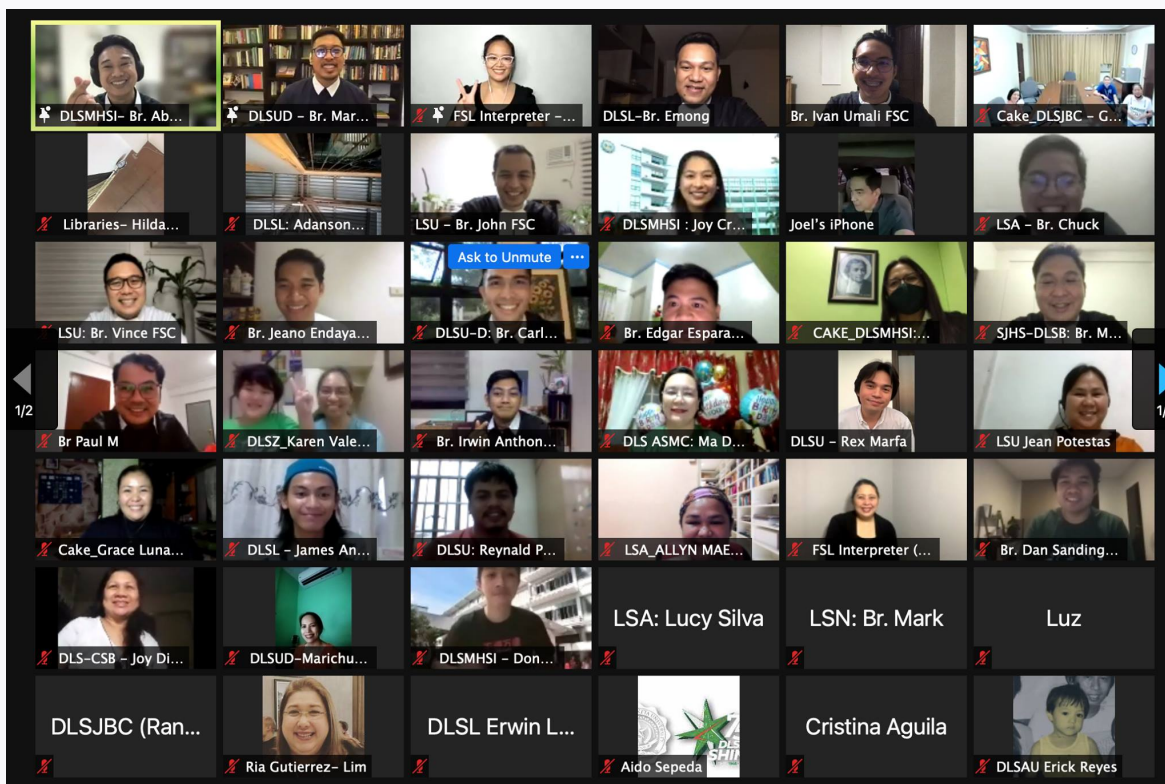 DLSMHSI- Br. Ab...
DLSUD - Br. Mar...
FSL Interpreter -...
DLSL-Br. Emong
Br. Ivan Umali FSC
Cake_DLSJBC - G...
Libraries- Hilda...
DLSL: Adanson...
LSU - Br. John FSC
DLSMHSI : Joy Cr...
Joel's iPhone
LSA - Br. Chuck
Ask to Unmute ...
LSU: Br. Vince FSC
Br. Jeano Endaya...
DLSU-D: Br. Carl...
Br. Edgar Espara...
CAKE_DLSMHSI:...
SJHS-DLSB: Br. M...
1/2
Br Paul M
DLSZ_Karen Vale...
Br. Irwin Anthon...
DLS ASMC: Ma D...
DLSU - Rex Marfa
LSU Jean Potestas
Cake_Grace Luna...
DLSL - James An...
DLSU: Reynald P...
LSA_ALLYN MAE...
FSL Interpreter (...
Br. Dan Sanding...
DLS-CSB - Joy Di...
DLSUD-Marichu...
DLSMHSI - Don...
LSA: Lucy Silva
LSN: Br. Mark
Luz
DLSJBC (Ran...
Ria Gutierrez- Lim
DLSL Erwin L...
Aido Sepeda
Cristina Aguila
DLSAU Erick Reyes